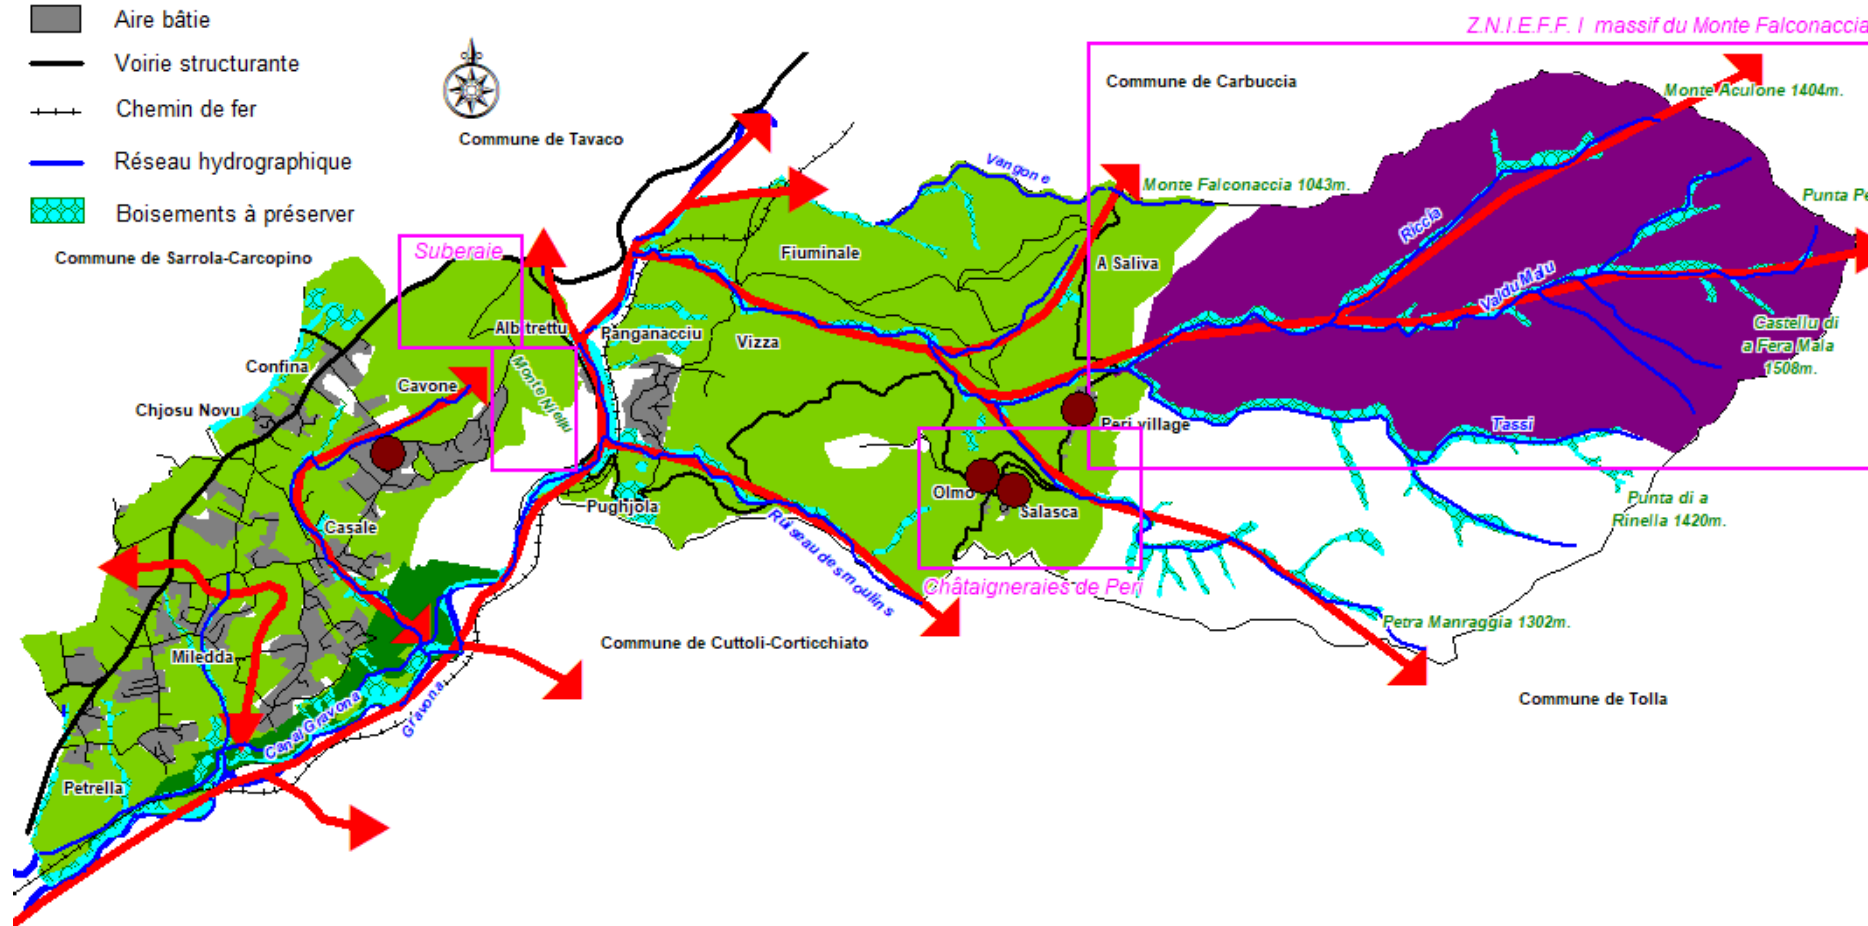 Aire bâtie
Z.N.I.E.F.F. I massif du Monte Falconaccia
Voirie structurante
Commune de Carbuccia
Monte Aculone 1404m.
Chemin de fer
Commune de Tavaco
Réseau hydrographique
Vangone
Monte Falconaccia 1043m.
Punta Pe
Boisements à préserver
Riccia
Commune de Sarrola-Carcopino
Suberaie
Fiuminale
A Saliva
Valdu Malu
Albitrettu
Panganacciu
Vizza
Castellu di
a Fera Mala
1508m.
Confina
Cavone
Monte Niellu
Chjosu Novu
Peri village
Tassi
Olmo
Salasca
Pughjola
Punta di a
Rinella 1420m.
Casale
Ruisseau des moulins
Châtaigneraies de Peri
Petra Manraggia 1302m.
Commune de Cuttoli-Corticchiato
Miledda
Commune de Tolla
Canal Gravona
Gravona
Petrella